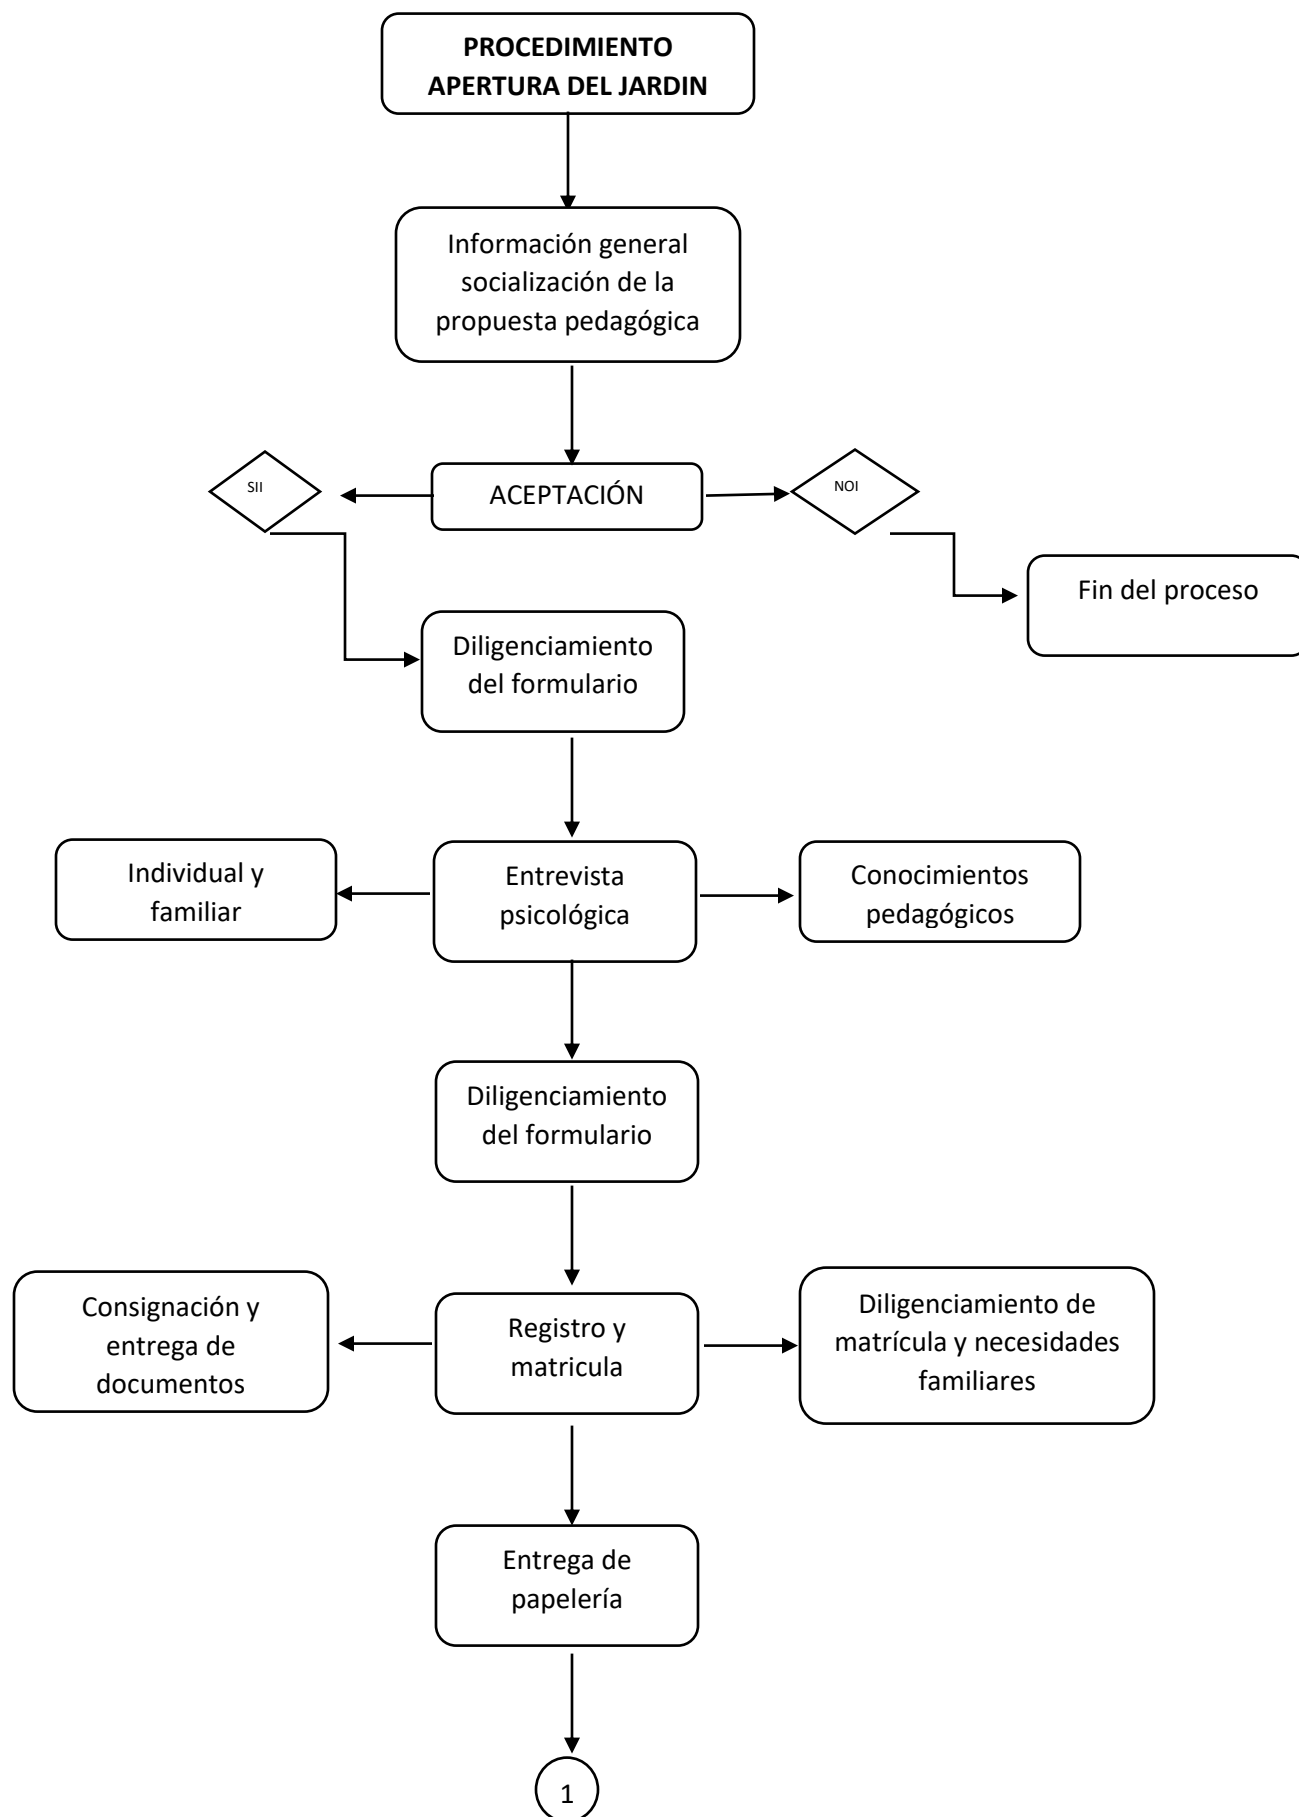 PROCEDIMIENTO
APERTURA DEL JARDIN
Información general
socialización de la
propuesta pedagógica
SII
ACEPTACIÓN
NOI
Fin del proceso
Diligenciamiento
del formulario
Individual y
familiar
Entrevista
psicológica
Conocimientos
pedagógicos
Diligenciamiento
del formulario
Consignación y
entrega de
documentos
Registro y
matricula
Diligenciamiento de
matrícula y necesidades
familiares
Entrega de
papelería
1